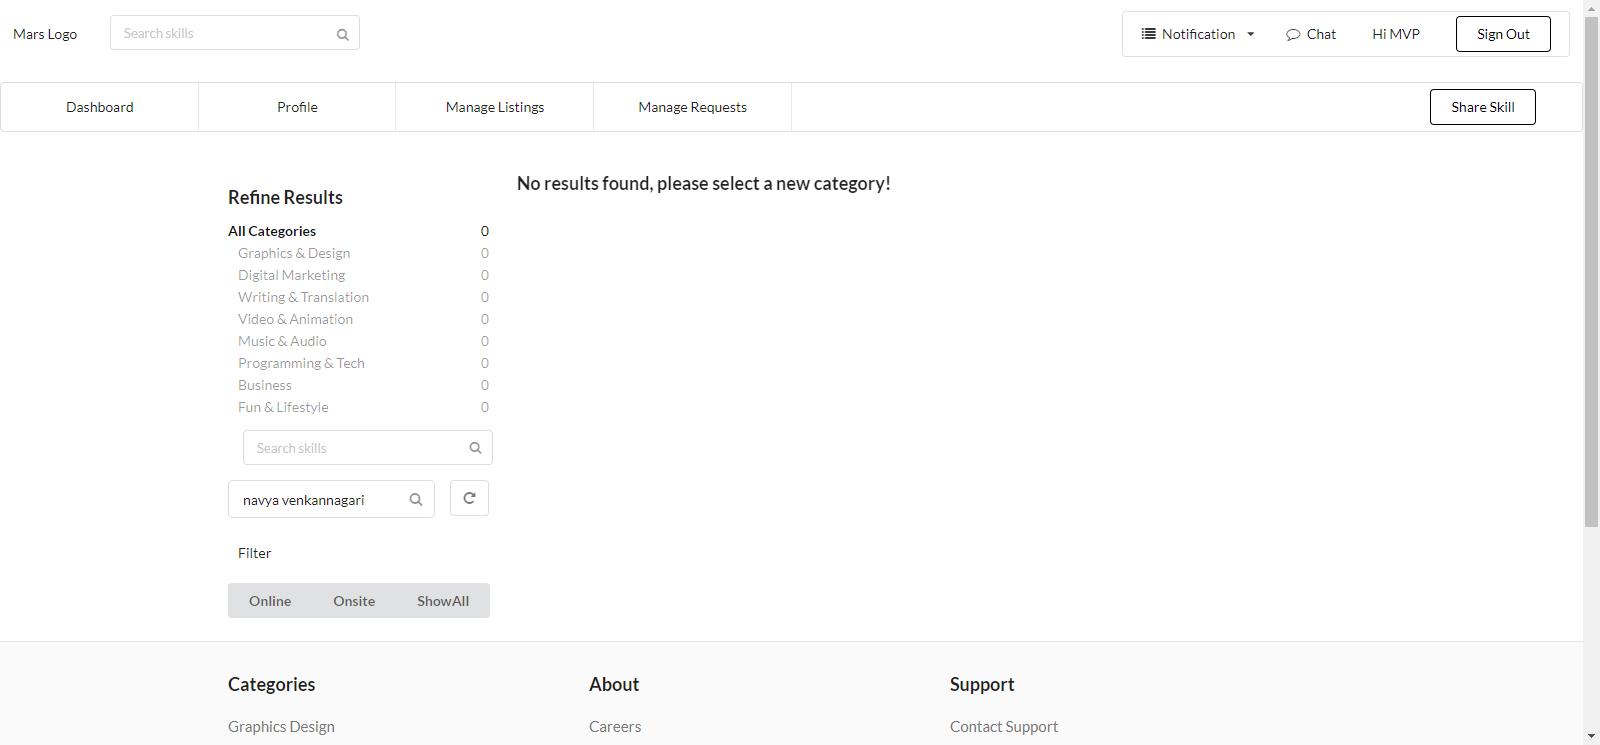 Mars Logo
Search skills
Notification
Chat
Hi MVP
Sign Out
Dashboard
Profile
Manage Listings
Manage Requests
Share Skill
No results found, please select a new category!
Refine Results
All Categories 0
Graphics & Design 0
Digital Marketing 0
Writing & Translation 0
Video & Animation 0
Music & Audio 0
Programming & Tech 0
Business 0
Fun & Lifestyle 0
Search skills
navya venkannagari
Filter
Online Onsite ShowAll
Categories
Graphics Design
About
Careers
Support
Contact Support